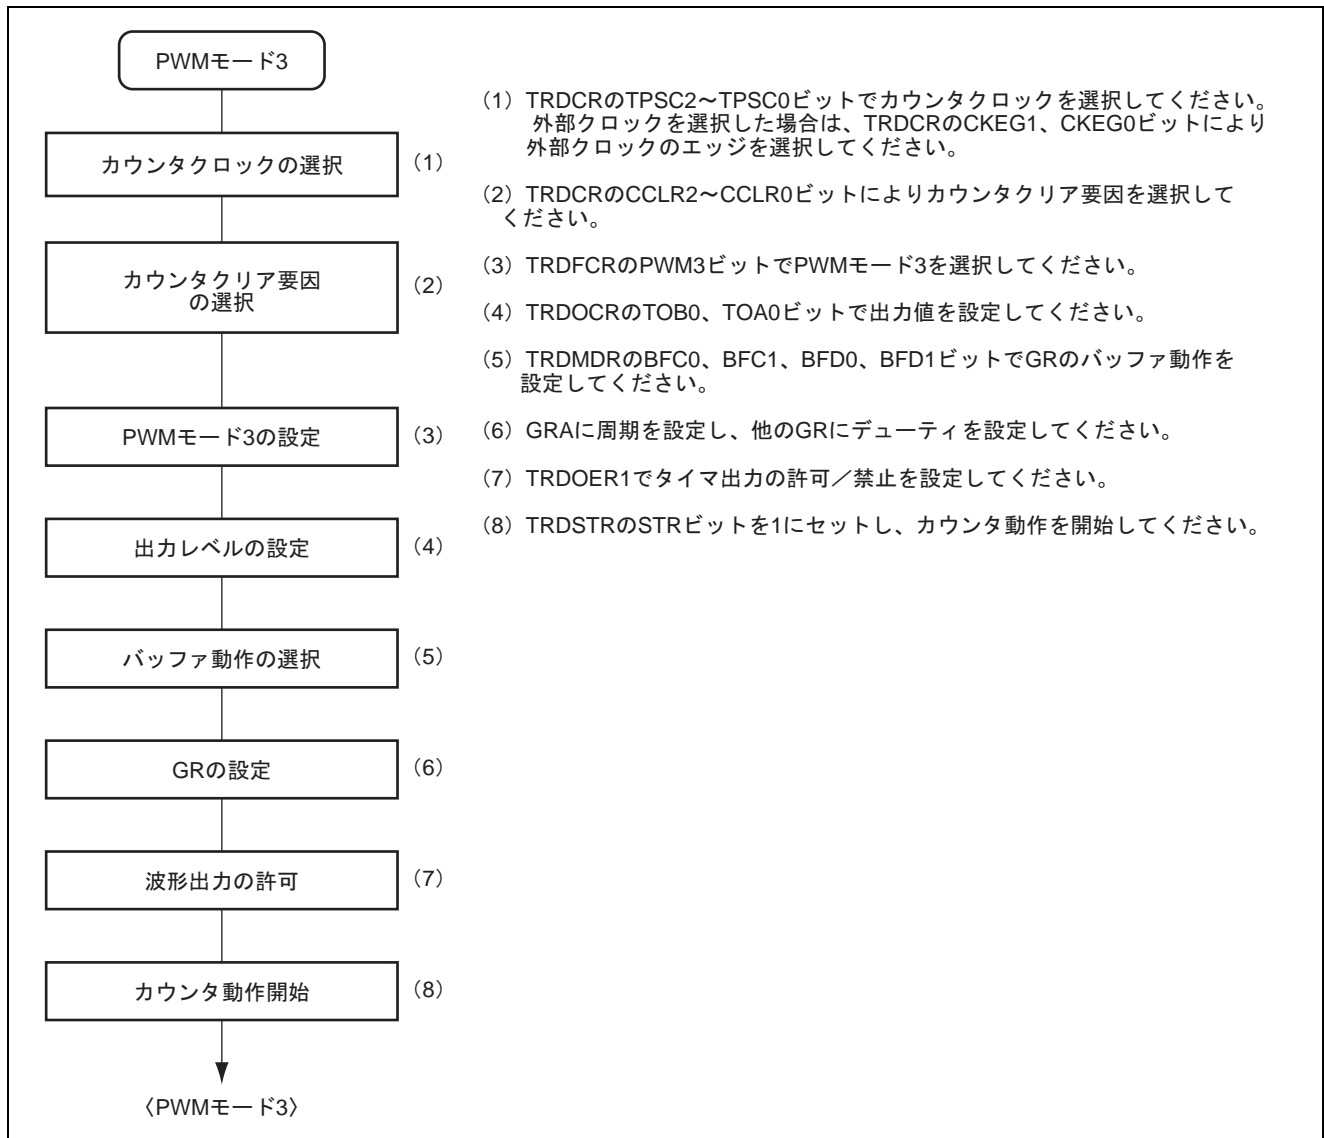 PWMモード3
カウンタクロックの選択
(1)
カウンタクリア要因
の選択
(2)
PWMモード3の設定
(3)
出力レベルの設定
(4)
バッファ動作の選択
(5)
GRの設定
(6)
波形出力の許可
(7)
カウンタ動作開始
(8)
〈PWMモード3〉
(1) TRDCRのTPSC2～TPSC0ビットでカウンタクロックを選択してください。
外部クロックを選択した場合は、TRDCRのCKEG1、CKEG0ビットにより
外部クロックのエッジを選択してください。
(2) TRDCRのCCLR2～CCLR0ビットによりカウンタクリア要因を選択して
ください。
(3) TRDFCRのPWM3ビットでPWMモード3を選択してください。
(4) TRDOCRのTOB0、TOA0ビットで出力値を設定してください。
(5) TRDMDRのBFC0、BFC1、BFD0、BFD1ビットでGRのバッファ動作を
設定してください。
(6) GRAに周期を設定し、他のGRにデューティを設定してください。
(7) TRDOER1でタイマ出力の許可／禁止を設定してください。
(8) TRDSTRのSTRビットを1にセットし、カウンタ動作を開始してください。